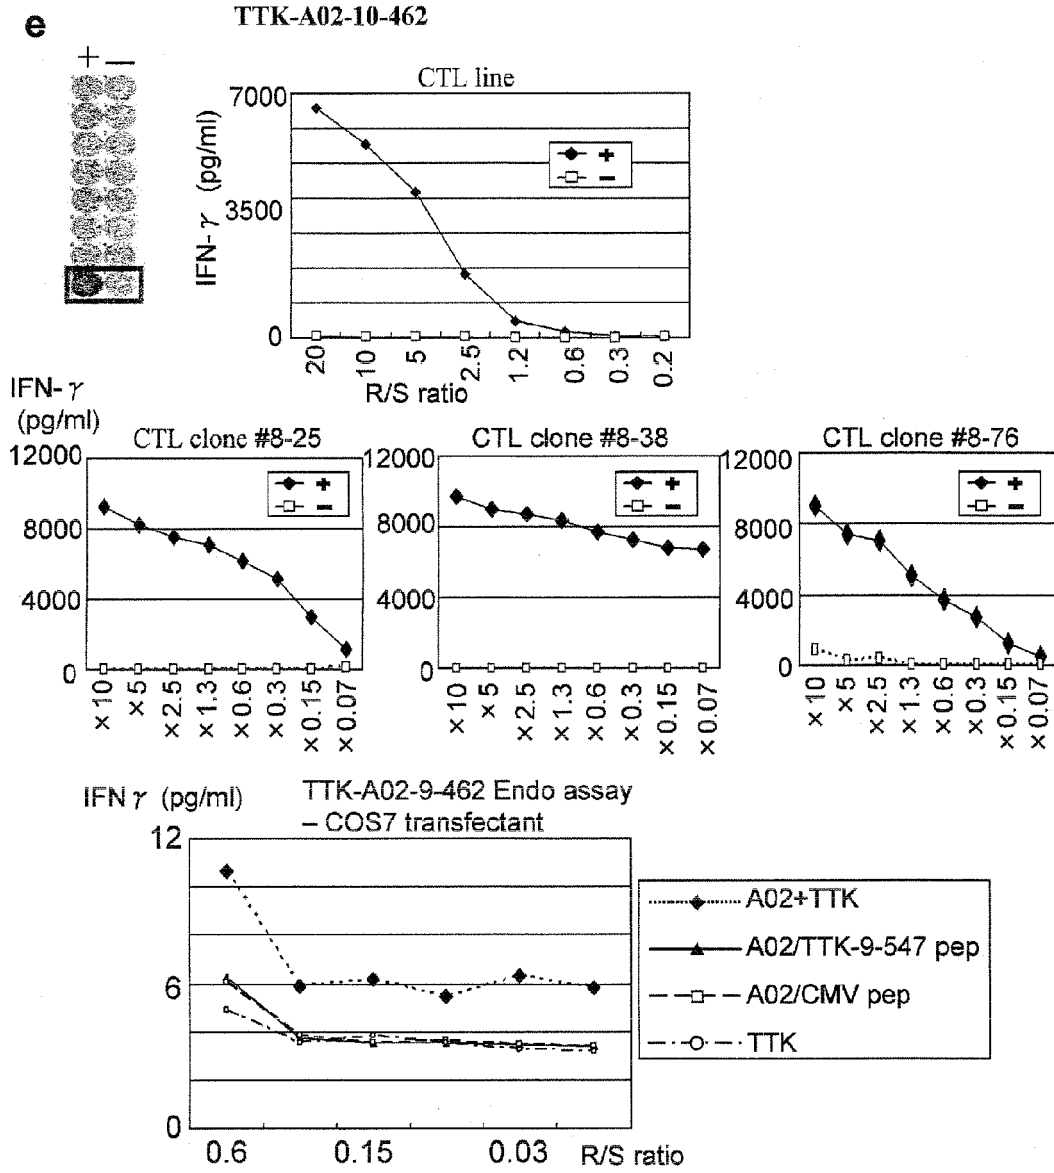 e
TTK-A02-10-462
+ −
CTL line
7000
3500
0
IFN-γ (pg/ml)
+
−
20 10 5 2.5 1.2 0.6 0.3 0.2
R/S ratio
IFN-γ
(pg/ml)
CTL clone #8-25
12000
8000
4000
0
+
−
×10 ×5 ×2.5 ×1.3 ×0.6 ×0.3 ×0.15 ×0.07
CTL clone #8-38
12000
8000
4000
0
+
−
×10 ×5 ×2.5 ×1.3 ×0.6 ×0.3 ×0.15 ×0.07
CTL clone #8-76
12000
8000
4000
0
+
−
×10 ×5 ×2.5 ×1.3 ×0.6 ×0.3 ×0.15 ×0.07
IFN γ (pg/ml)
TTK-A02-9-462 Endo assay
– COS7 transfectant
12
6
0
0.6 0.15 0.03 R/S ratio
A02+TTK
A02/TTK-9-547 pep
A02/CMV pep
TTK